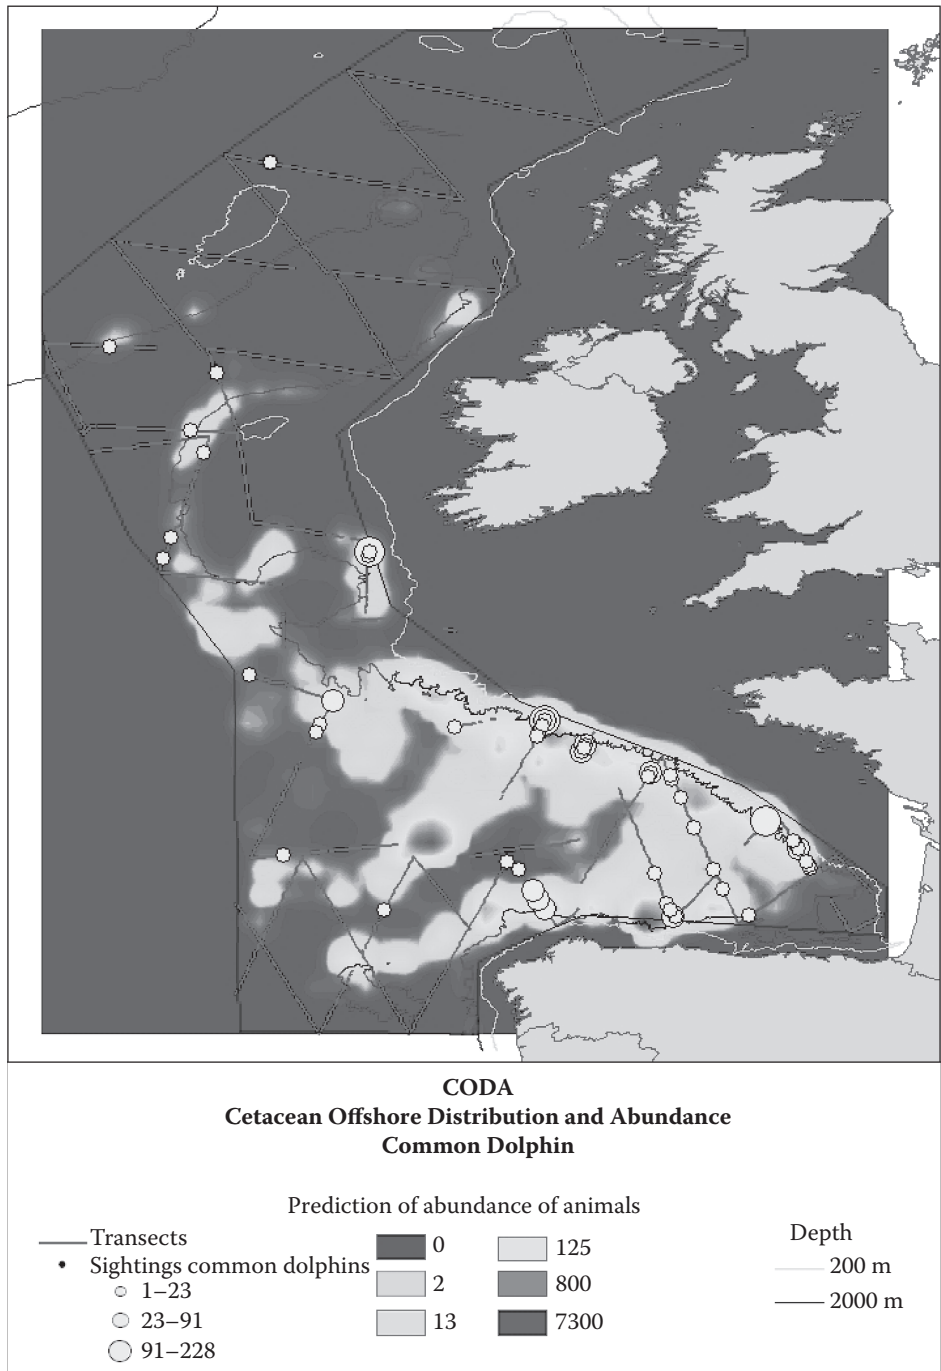 CODA
Cetacean Offshore Distribution and Abundance
Common Dolphin
Prediction of abundance of animals
Transects
Sightings common dolphins
1–23
23–91
91–228
0
2
13
125
800
7300
Depth
200 m
2000 m